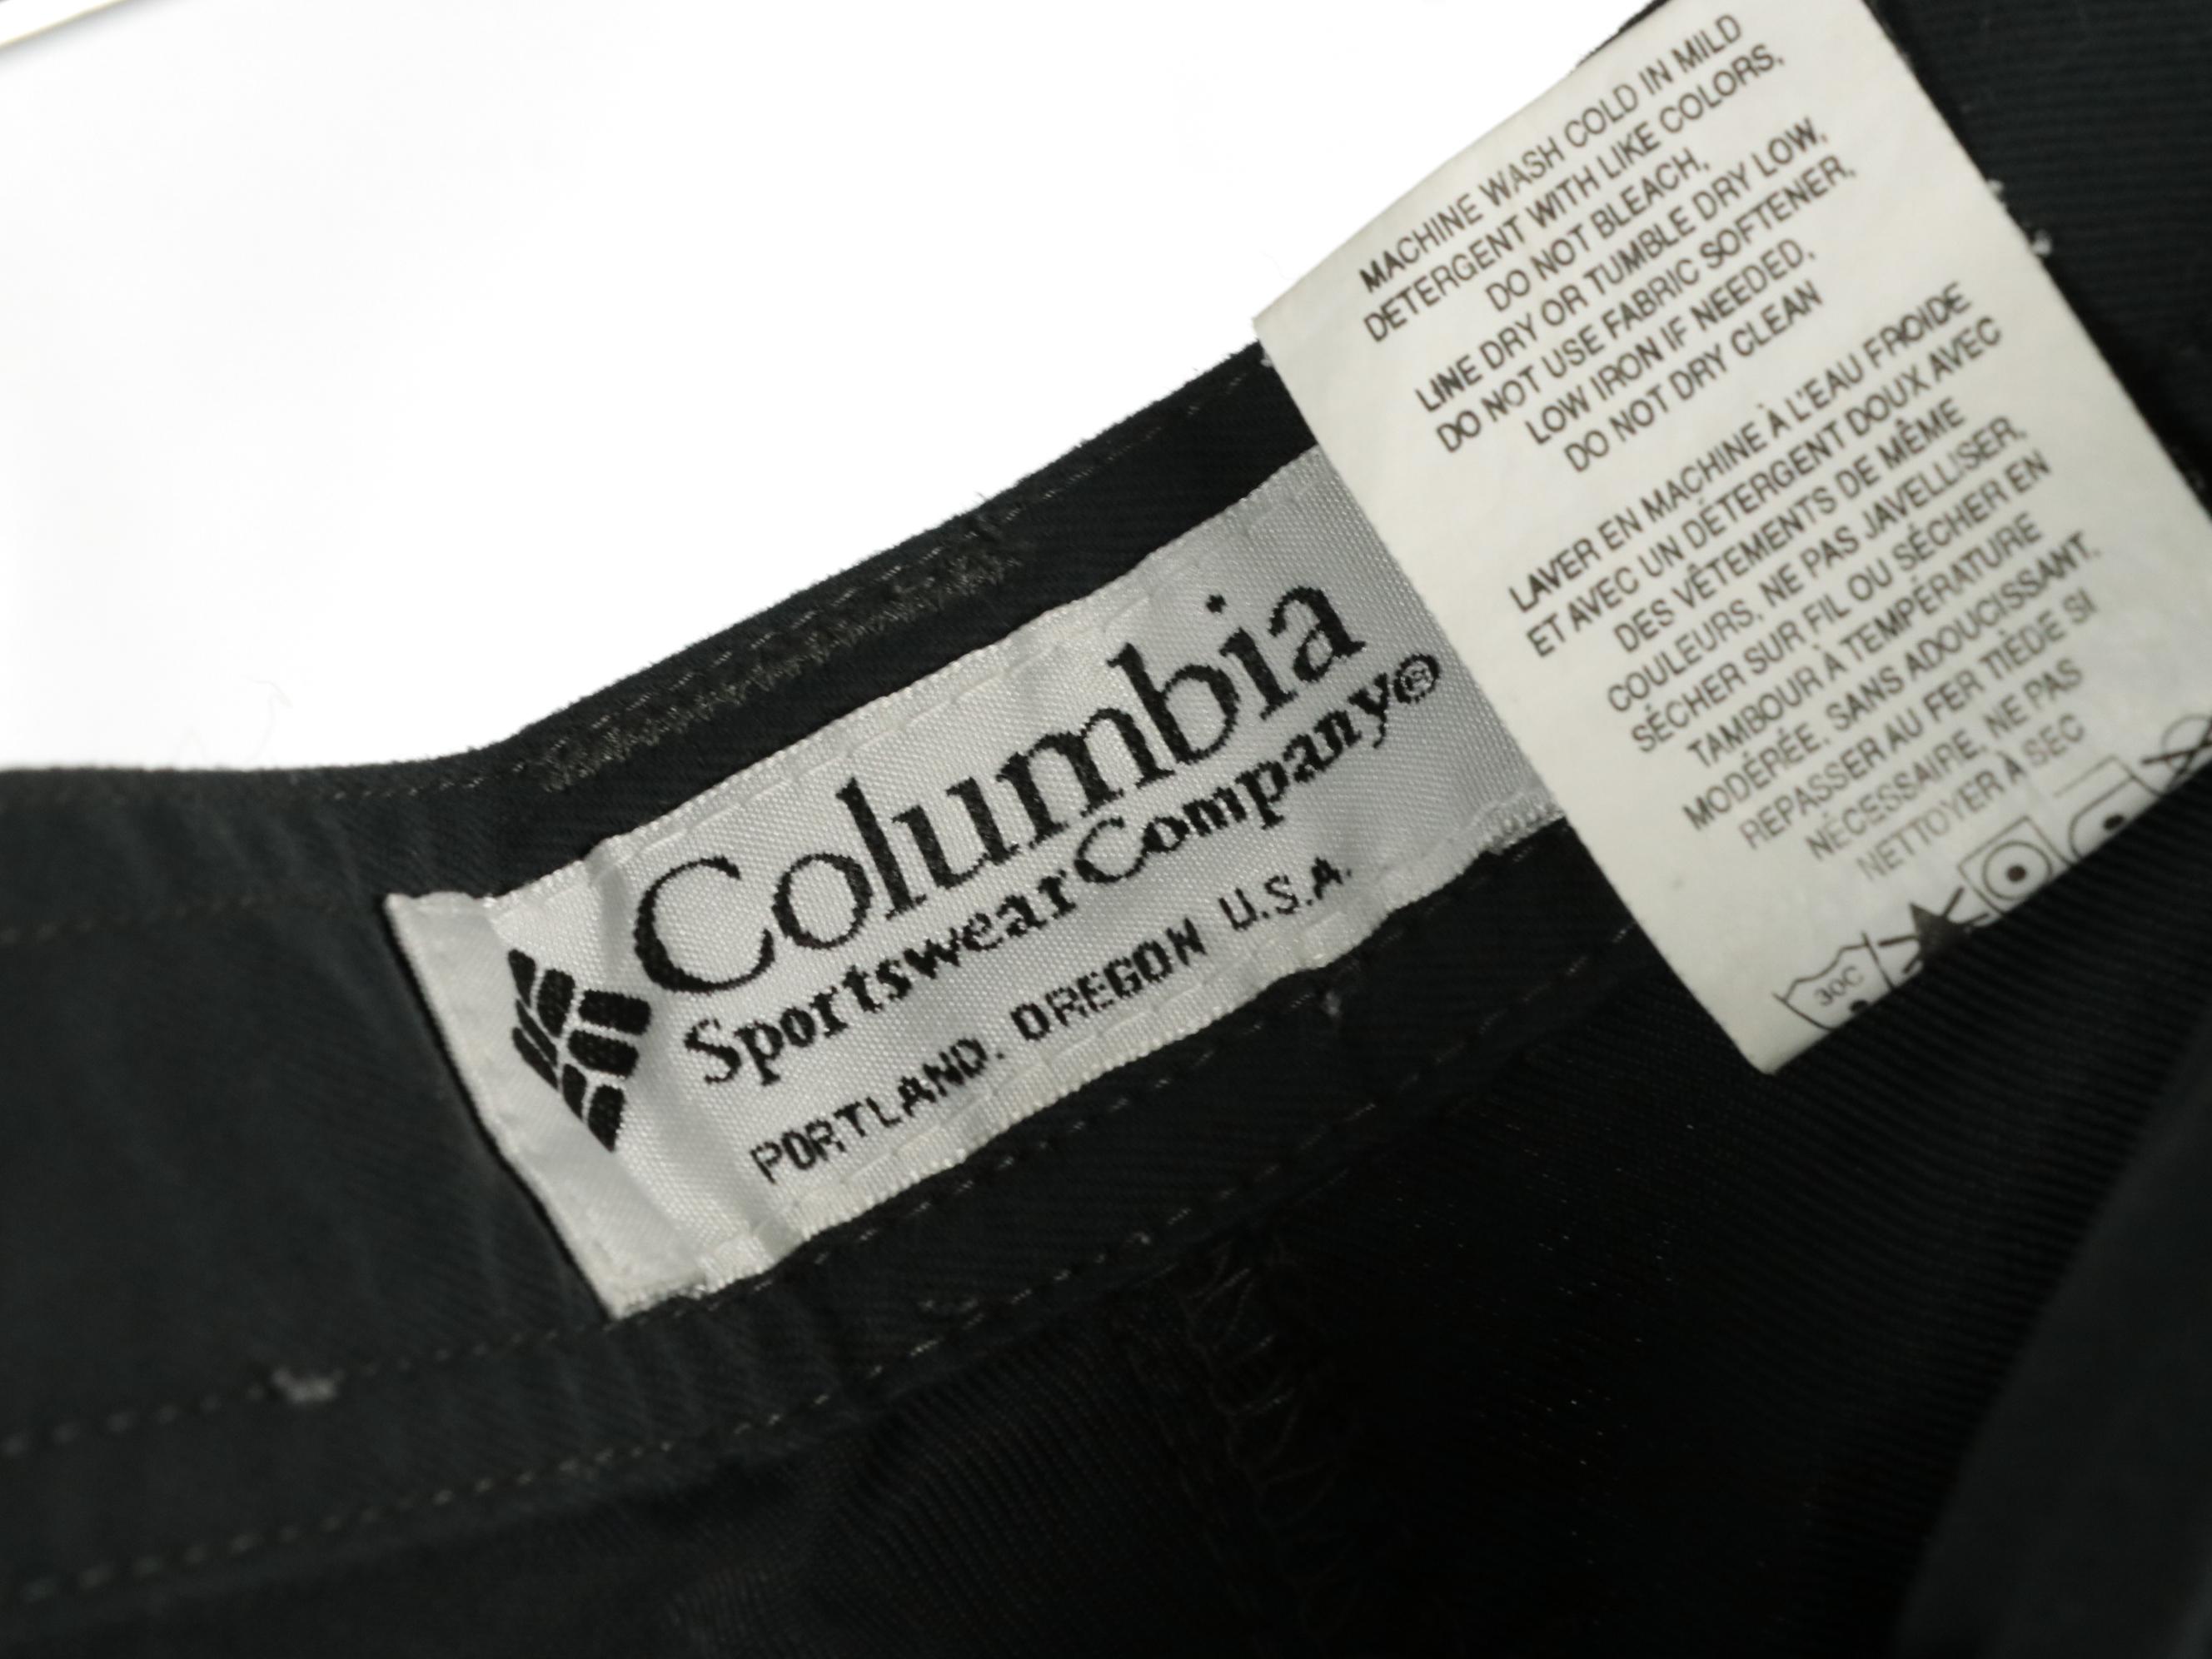 Columbia
SportswearCompany®
PORTLAND. OREGON U.S.A.
MACHINE WASH COLD IN MILD
DETERGENT WITH LIKE COLORS,
DO NOT BLEACH,
LINE DRY OR TUMBLE DRY LOW,
DO NOT USE FABRIC SOFTENER,
LOW IRON IF NEEDED,
DO NOT DRY CLEAN
LAVER EN MACHINE À L'EAU FROIDE
ET AVEC UN DÉTERGENT DOUX AVEC
DES VÊTEMENTS DE MÊME
COULEURS, NE PAS JAVELLISER,
SÉCHER SUR FIL OU SÉCHER EN
TAMBOUR À TEMPÉRATURE
MODÉRÉE, SANS ADOUCISSANT.
REPASSER AU FER TIÈDE SI
NÉCESSAIRE, NE PAS
NETTOYER À SEC
30C